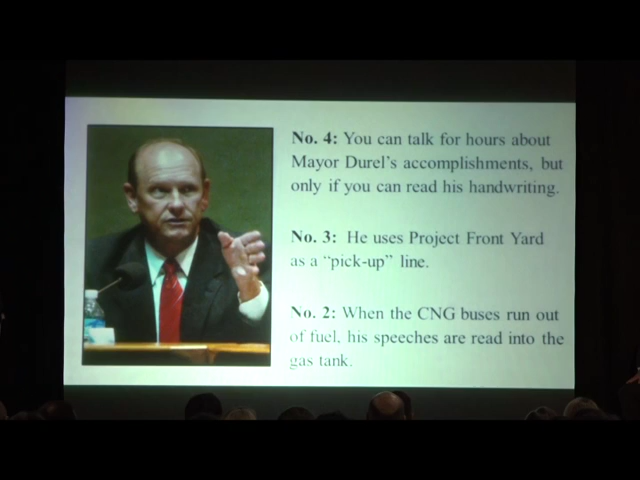 No. 4: You can talk for hours about
Mayor Durel's accomplishments, but
only if you can read his handwriting.
No. 3: He uses Project Front Yard
as a “pick-up” line.
No. 2: When the CNG buses run out
of fuel, his speeches are read into the
gas tank.